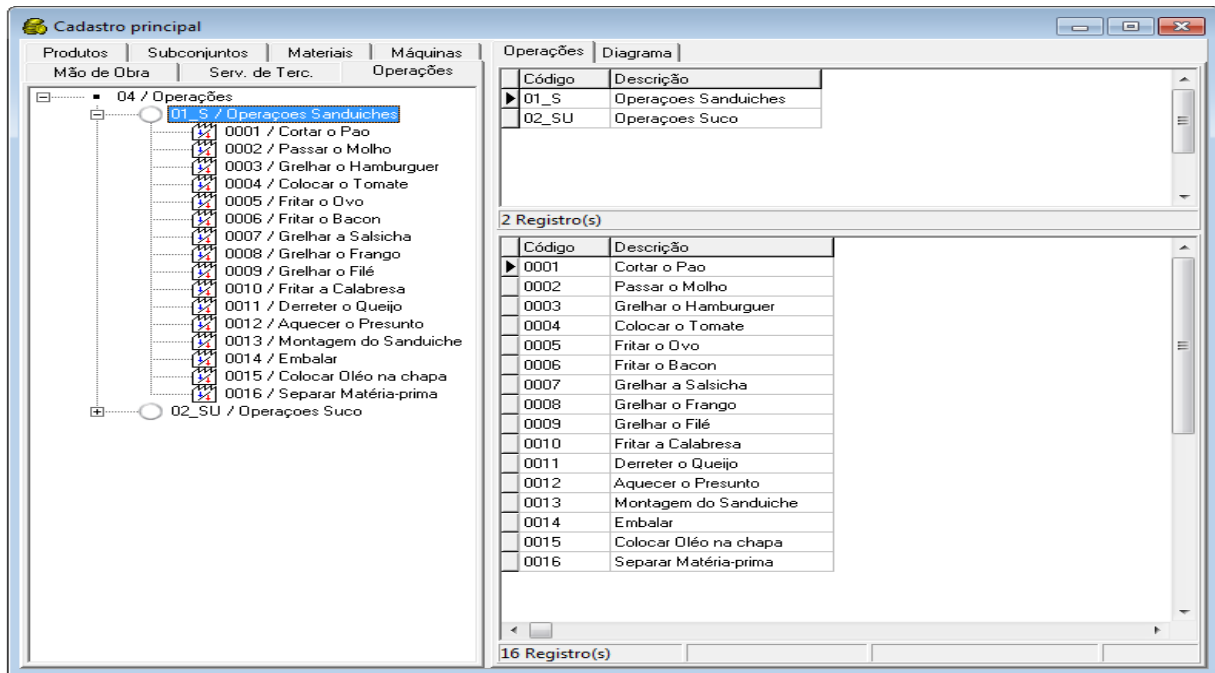 Cadastro principal
Produtos Subconjuntos Materiais Máquinas
Mão de Obra Serv. de Terc. Operações
04 / Operações
01_S / Operaçoes Sanduiches
0001 / Cortar o Pao
0002 / Passar o Molho
0003 / Grelhar o Hamburguer
0004 / Colocar o Tomate
0005 / Fritar o Ovo
0006 / Fritar o Bacon
0007 / Grelhar a Salsicha
0008 / Grelhar o Frango
0009 / Grelhar o Filé
0010 / Fritar a Calabresa
0011 / Derreter o Queijo
0012 / Aquecer o Presunto
0013 / Montagem do Sanduiche
0014 / Embalar
0015 / Colocar Oléo na chapa
0016 / Separar Matéria-prima
02_SU / Operaçoes Suco
Operações Diagrama
Código Descrição
01_S Operaçoes Sanduiches
02_SU Operaçoes Suco
2 Registro(s)
Código Descrição
0001 Cortar o Pao
0002 Passar o Molho
0003 Grelhar o Hamburguer
0004 Colocar o Tomate
0005 Fritar o Ovo
0006 Fritar o Bacon
0007 Grelhar a Salsicha
0008 Grelhar o Frango
0009 Grelhar o Filé
0010 Fritar a Calabresa
0011 Derreter o Queijo
0012 Aquecer o Presunto
0013 Montagem do Sanduiche
0014 Embalar
0015 Colocar Oléo na chapa
0016 Separar Matéria-prima
16 Registro(s)